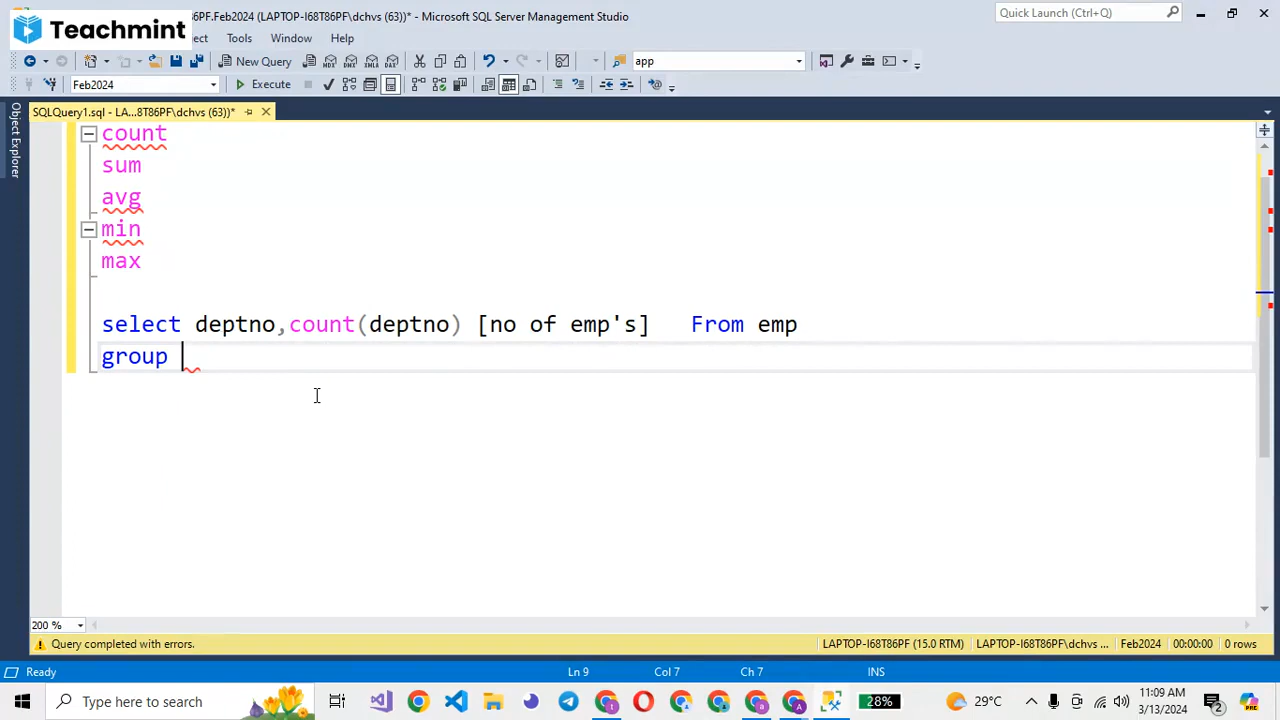 Teachmint
6PF.Feb2024 (LAPTOP-I68T86PF\dchvs (63))* - Microsoft SQL Server Management Studio
Quick Launch (Ctrl+Q)
ect Tools Window Help
New Query
app
Feb2024
Execute
SQLQuery1.sql - LA...8T86PF\dchvs (63))*
Object Explorer
count
sum
avg
min
max
select deptno,count(deptno) [no of emp's] From emp
group
200 %
Query completed with errors.
LAPTOP-I68T86PF (15.0 RTM)
LAPTOP-I68T86PF\dchvs ...
Feb2024
00:00:00
0 rows
Ready
Ln 9
Col 7
Ch 7
INS
Type here to search
28%
29°C
11:09 AM
3/13/2024
2
PRE